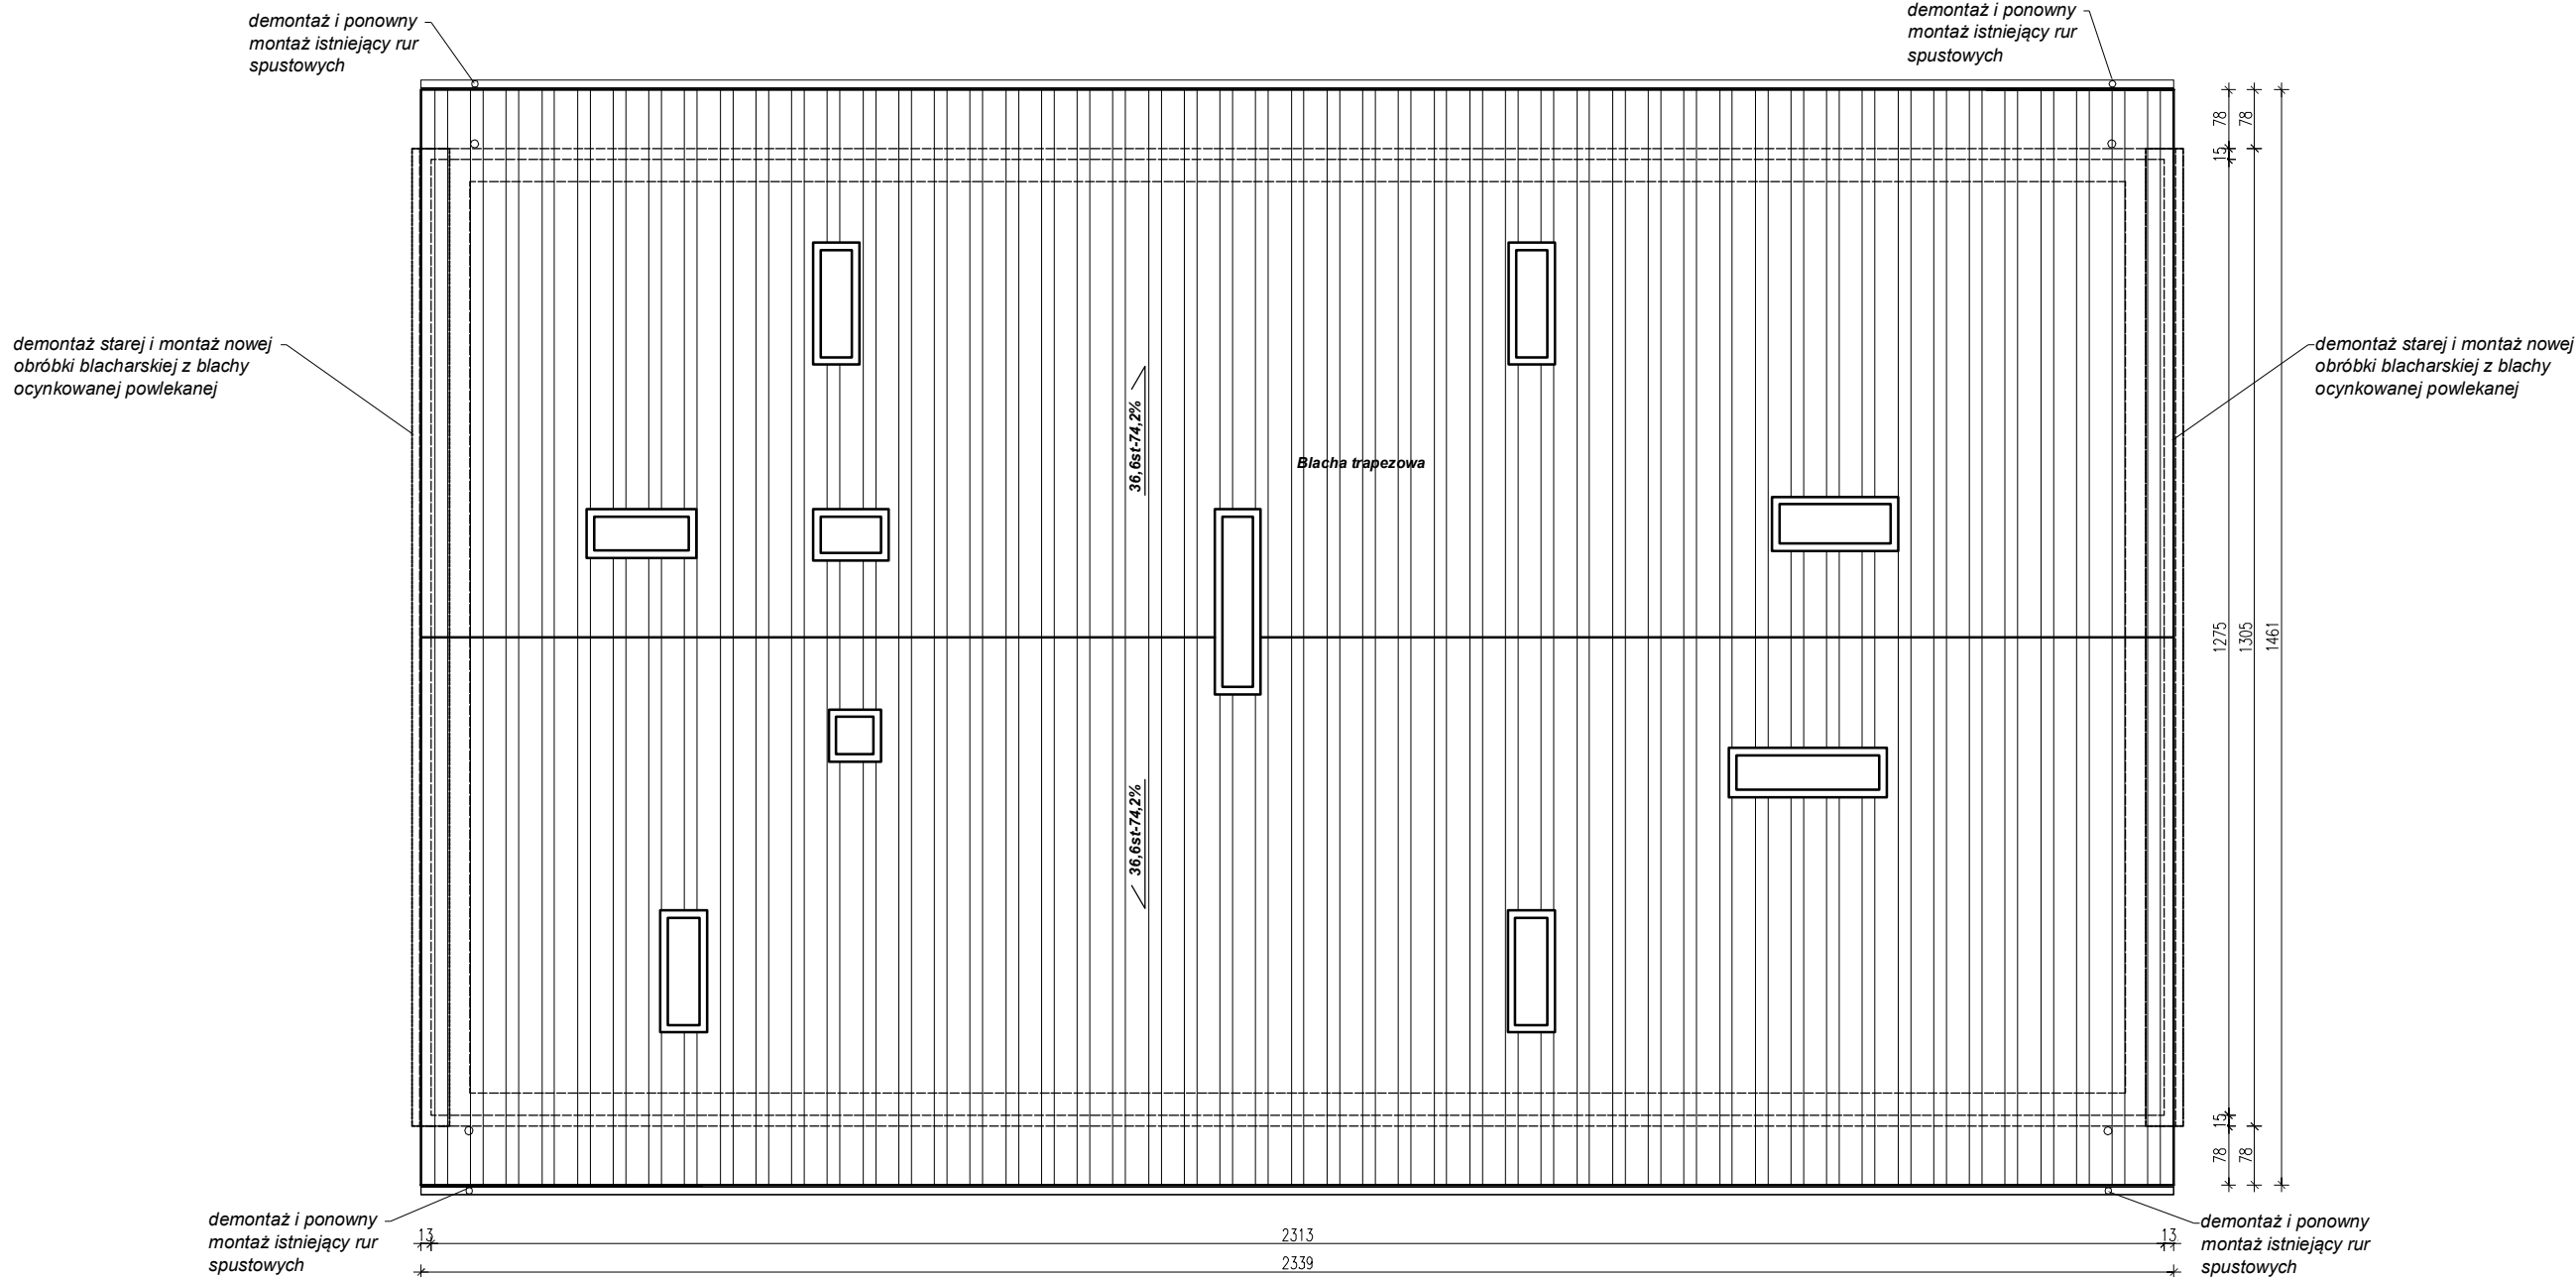 demontaż i ponowny
montaż istniejący rur
spustowych
demontaż i ponowny
montaż istniejący rur
spustowych
78
78
15
demontaż starej i montaż nowej
obróbki blacharskiej z blachy
ocynkowanej powlekanej
demontaż starej i montaż nowej
obróbki blacharskiej z blachy
ocynkowanej powlekanej
36,6st-74,2%
Blacha trapezowa
1275
1305
1461
36,6st-74,2%
15
78
78
demontaż i ponowny
montaż istniejący rur
spustowych
13
2313
13
2339
demontaż i ponowny
montaż istniejący rur
spustowych